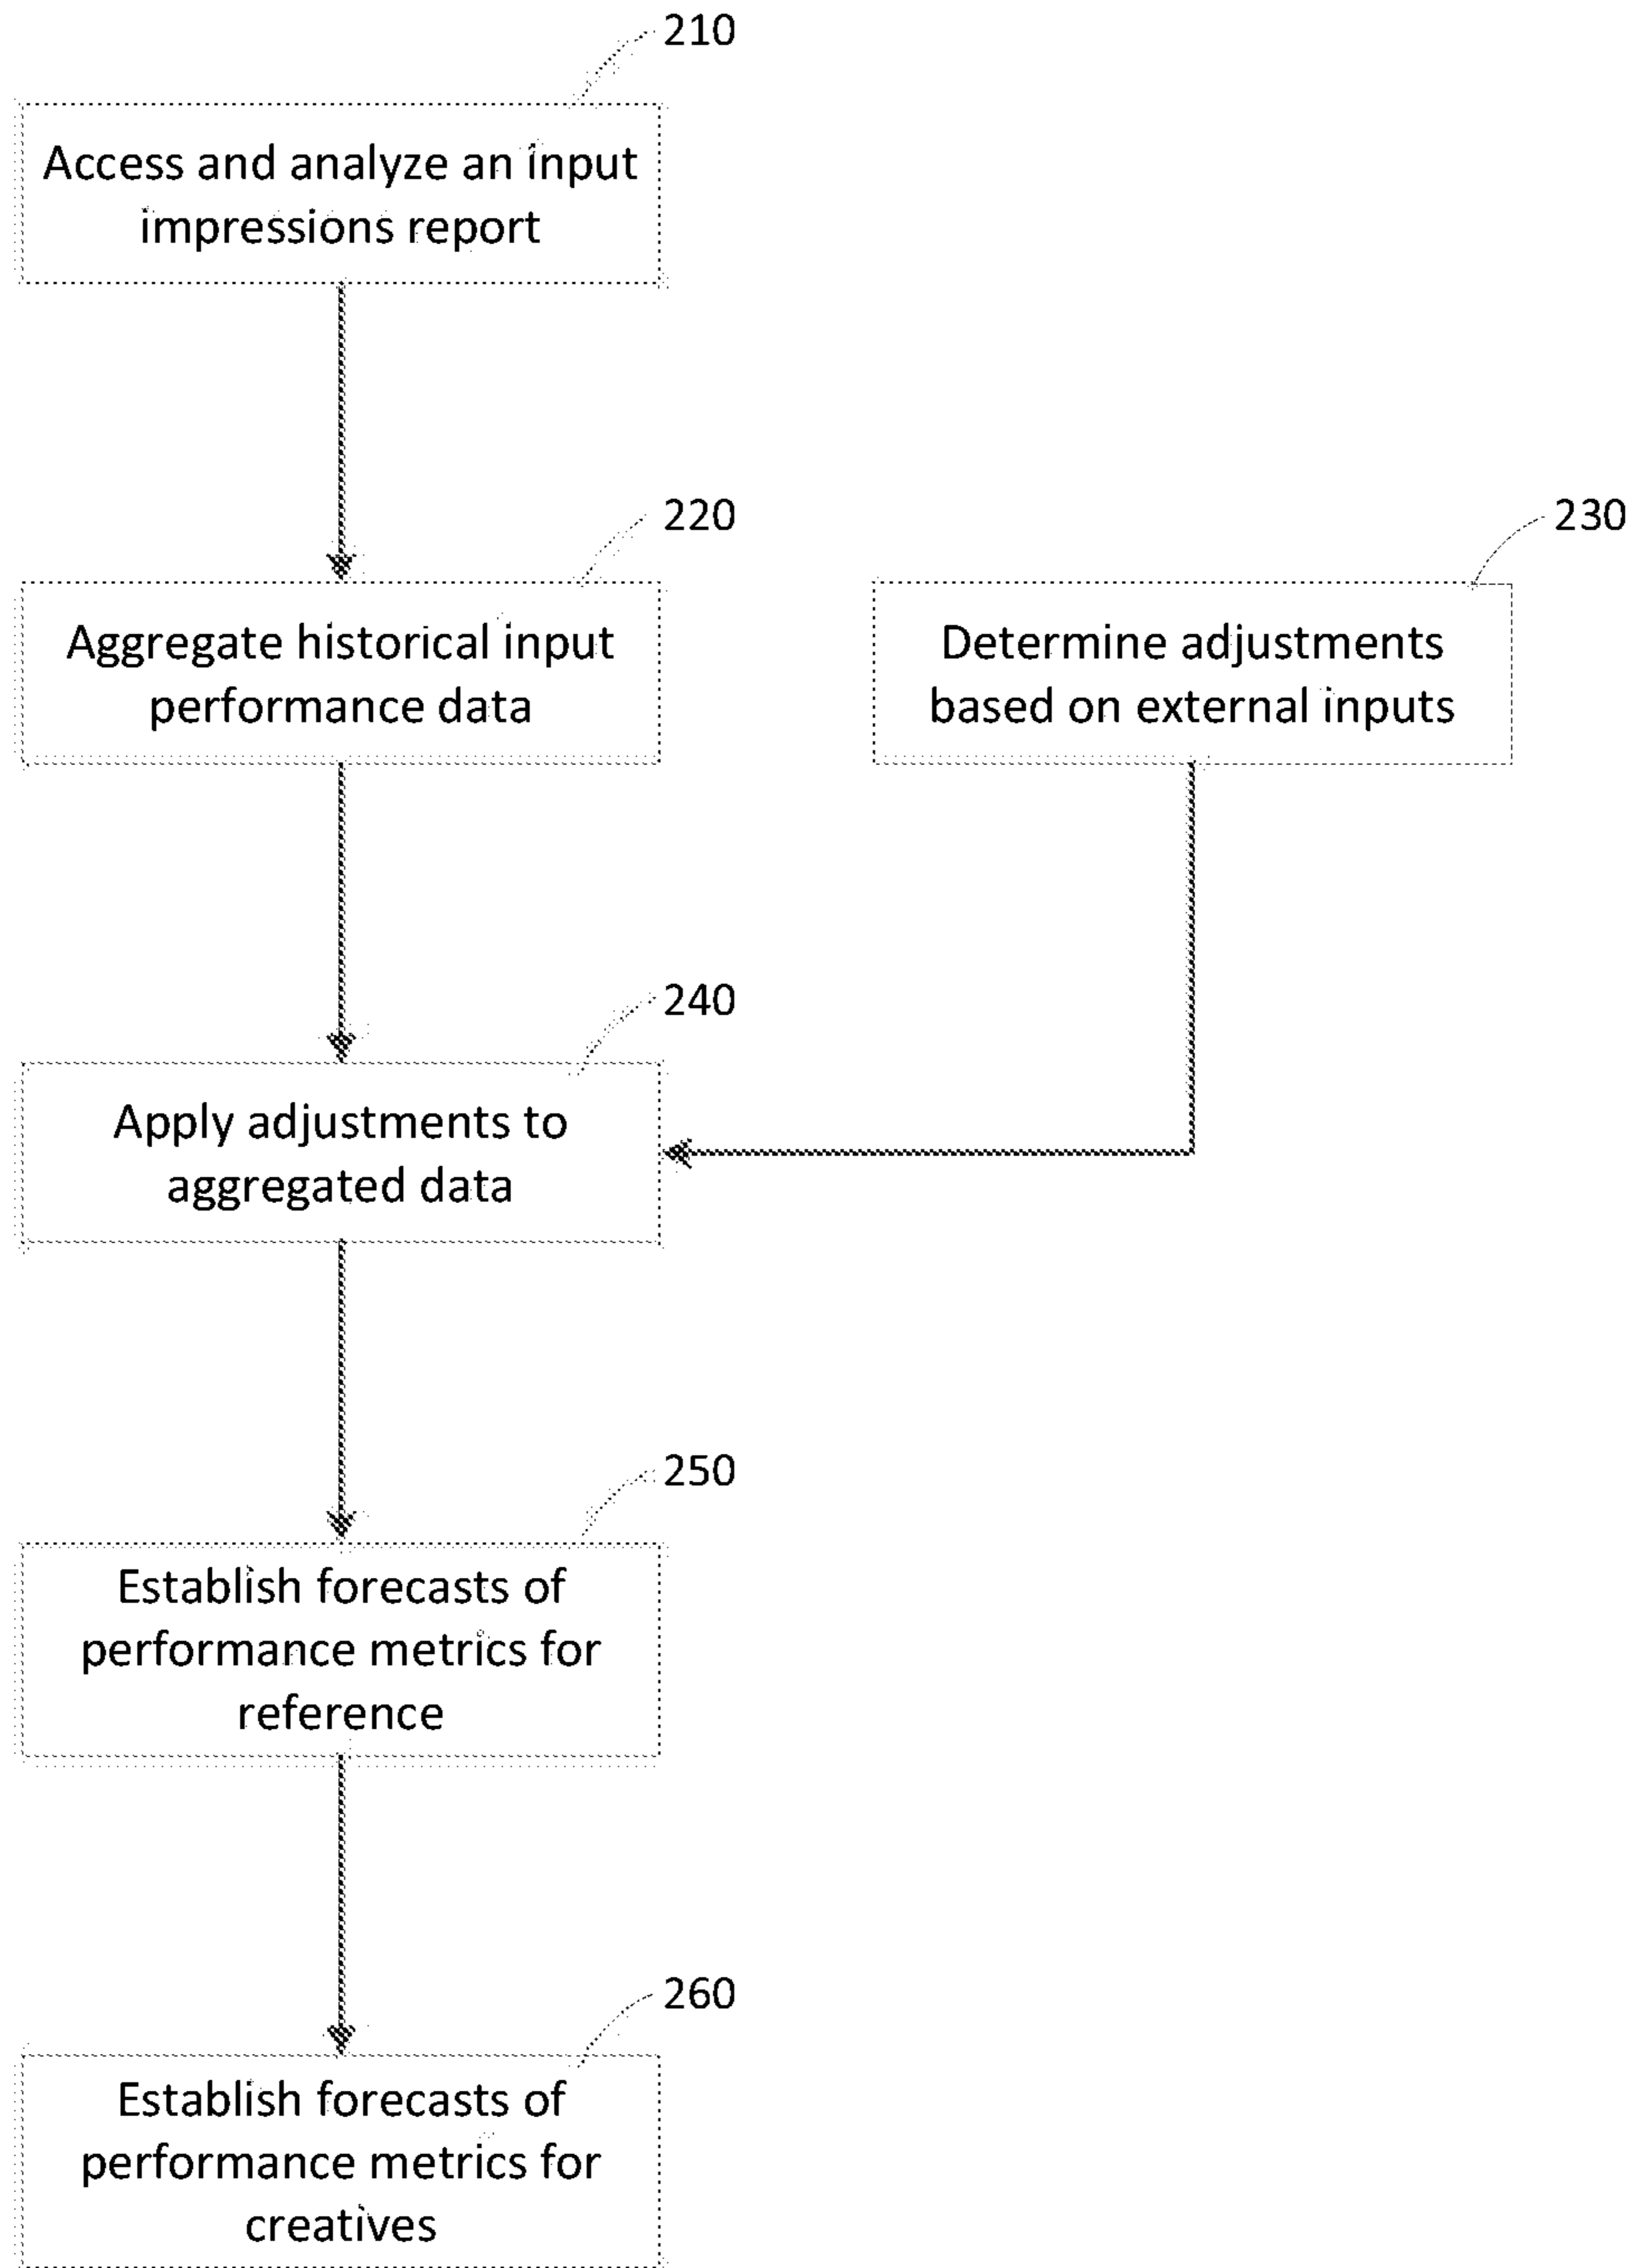 210
Access and analyze an input
impressions report
220
Aggregate historical input
performance data
230
Determine adjustments
based on external inputs
240
Apply adjustments to
aggregated data
250
Establish forecasts of
performance metrics for
reference
260
Establish forecasts of
performance metrics for
creatives